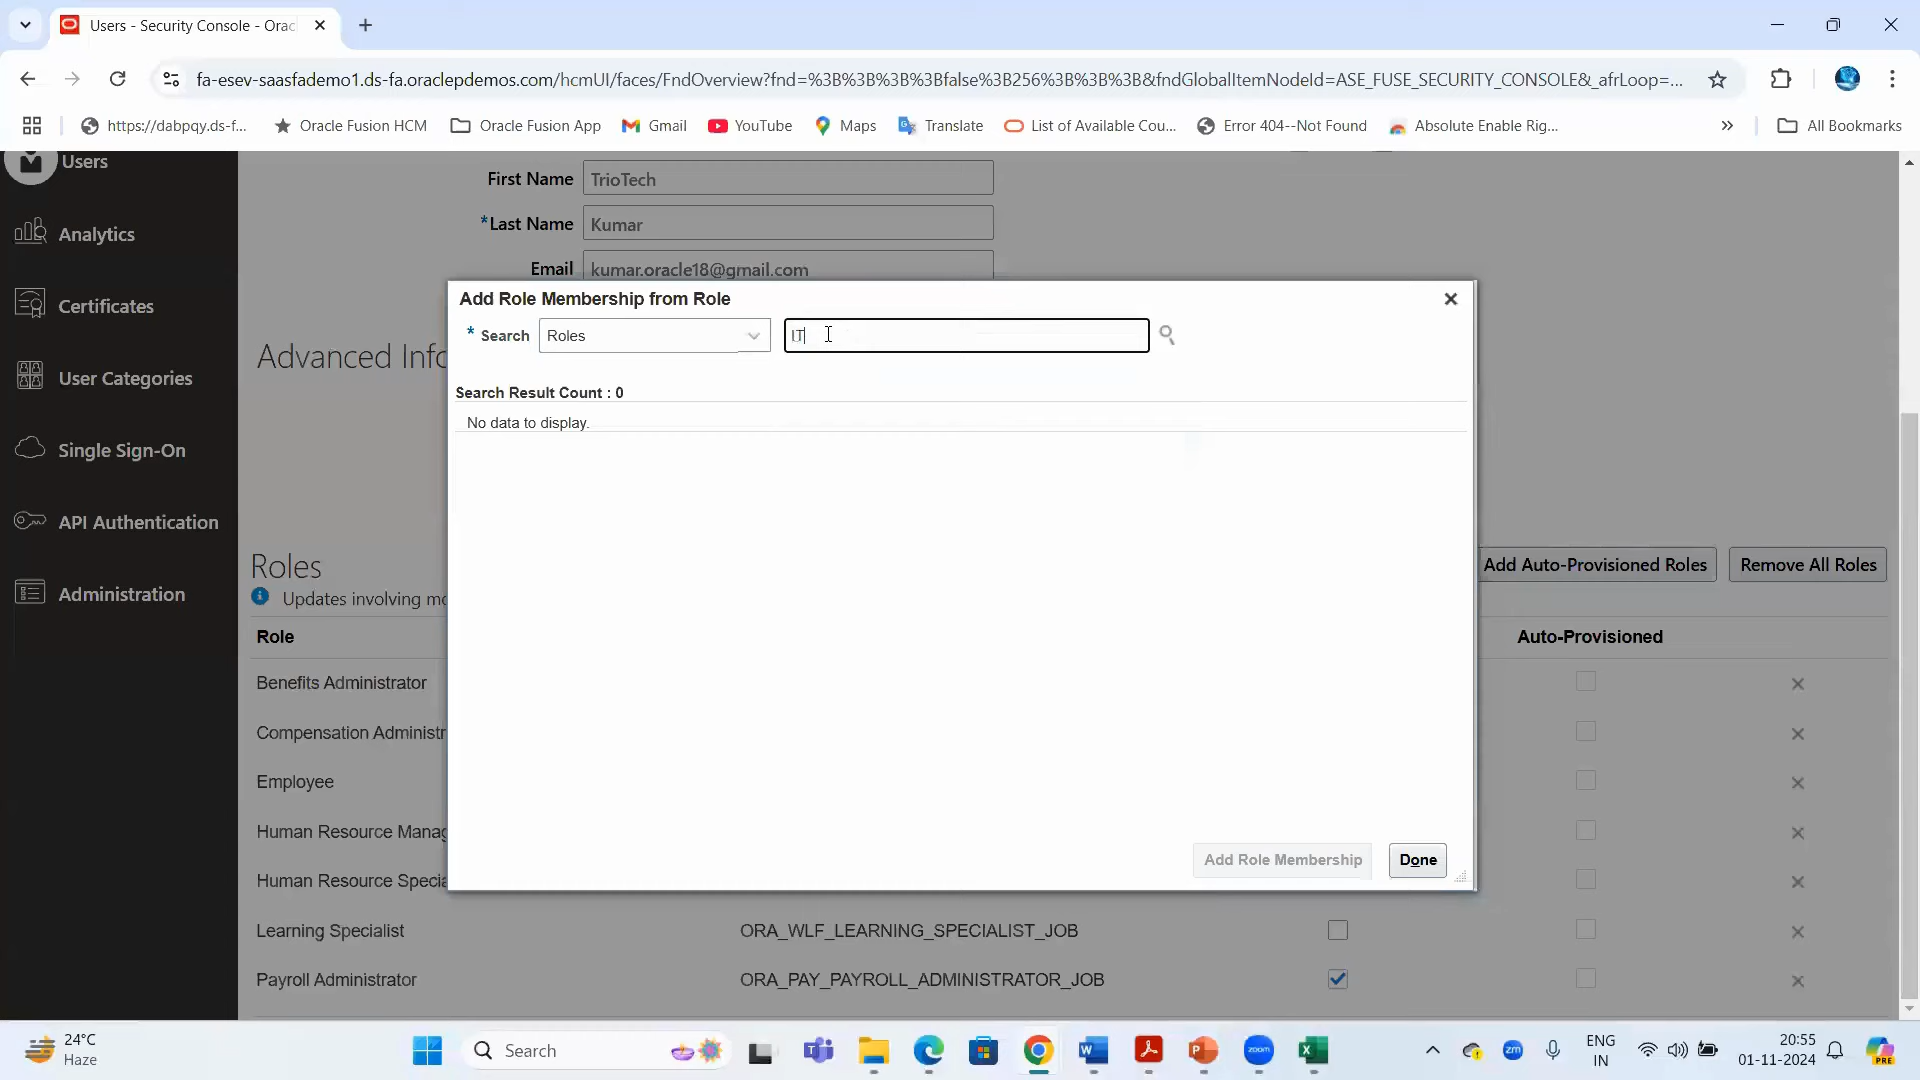 Users - Security Console - Orac
fa-esev-saasfademo1.ds-fa.oraclepdemos.com/hcmUI/faces/FndOverview?fnd=%3B%3B%3B%3Bfalse%3B256%3B%3B%3B&fndGlobalItemNodeId=ASE_FUSE_SECURITY_CONSOLE&_afrLoop=...
https://dabpqy.ds-f...
Oracle Fusion HCM
Oracle Fusion App
Gmail
YouTube
Maps
Translate
List of Available Cou...
Error 404--Not Found
Absolute Enable Rig...
All Bookmarks
Users
Analytics
Certificates
User Categories
Single Sign-On
API Authentication
Administration
First Name TrioTech
*Last Name Kumar
Email kumar.oracle18@gmail.com
Advanced Info
Add Role Membership from Role
* Search Roles IT
Search Result Count : 0
No data to display.
Add Role Membership Done
Roles
Add Auto-Provisioned Roles Remove All Roles
Updates involving mo
Role Auto-Provisioned
Benefits Administrator
Compensation Administr
Employee
Human Resource Manag
Human Resource Specia
Learning Specialist ORA_WLF_LEARNING_SPECIALIST_JOB
Payroll Administrator ORA_PAY_PAYROLL_ADMINISTRATOR_JOB
24°C
Haze
Search
PRE
zoom
zm
ENG
IN
20:55
01-11-2024